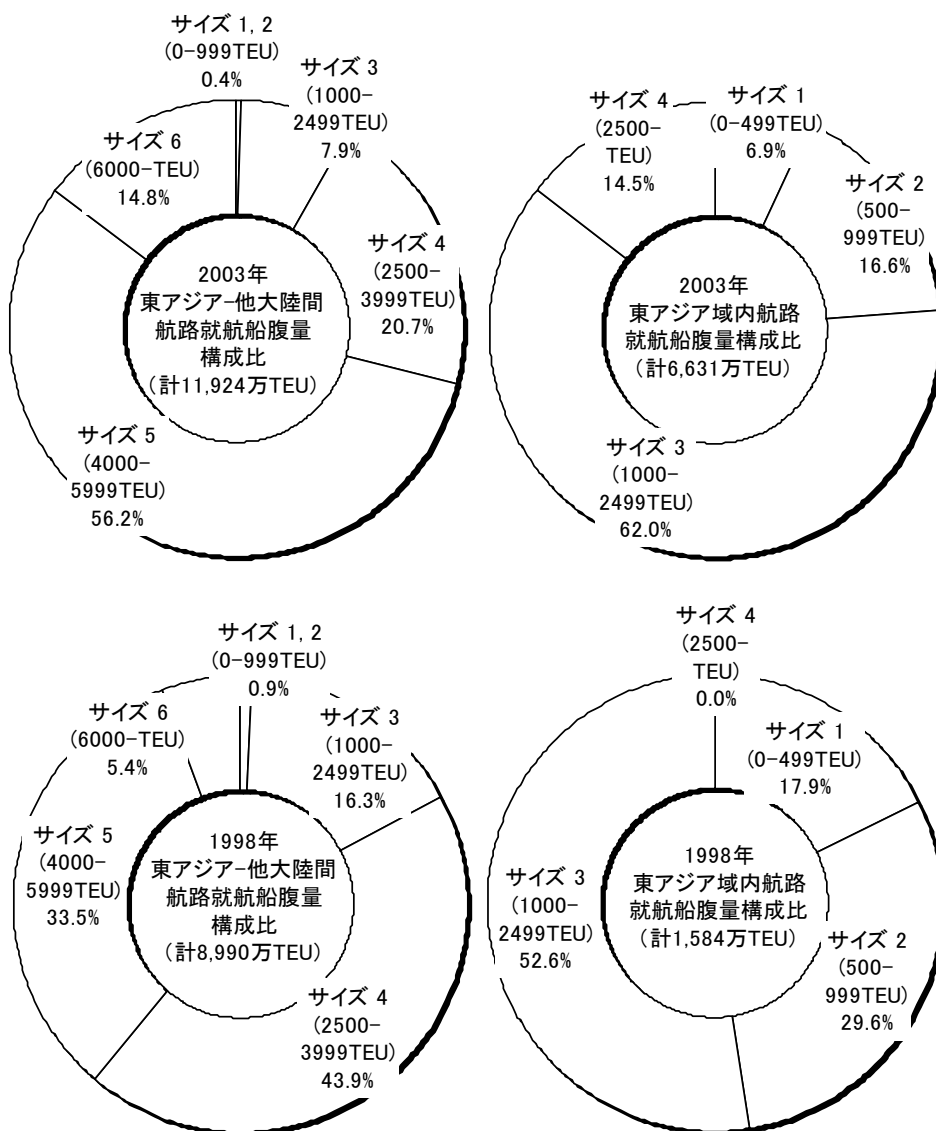 サイズ 1, 2
(0-999TEU)
0.4%
サイズ 3
(1000-
2499TEU)
7.9%
サイズ 4
(2500-
3999TEU)
20.7%
サイズ 5
(4000-
5999TEU)
56.2%
サイズ 6
(6000-TEU)
14.8%
2003年
東アジア-他大陸間
航路就航船腹量
構成比
(計11,924万TEU)
サイズ 1
(0-499TEU)
6.9%
サイズ 2
(500-
999TEU)
16.6%
サイズ 3
(1000-
2499TEU)
62.0%
サイズ 4
(2500-
TEU)
14.5%
2003年
東アジア域内航路
就航船腹量構成比
(計6,631万TEU)
サイズ 1, 2
(0-999TEU)
0.9%
サイズ 3
(1000-
2499TEU)
16.3%
サイズ 4
(2500-
3999TEU)
43.9%
サイズ 5
(4000-
5999TEU)
33.5%
サイズ 6
(6000-TEU)
5.4%
1998年
東アジア-他大陸間
航路就航船腹量
構成比
(計8,990万TEU)
サイズ 4
(2500-
TEU)
0.0%
サイズ 1
(0-499TEU)
17.9%
サイズ 2
(500-
999TEU)
29.6%
サイズ 3
(1000-
2499TEU)
52.6%
1998年
東アジア域内航路
就航船腹量構成比
(計1,584万TEU)